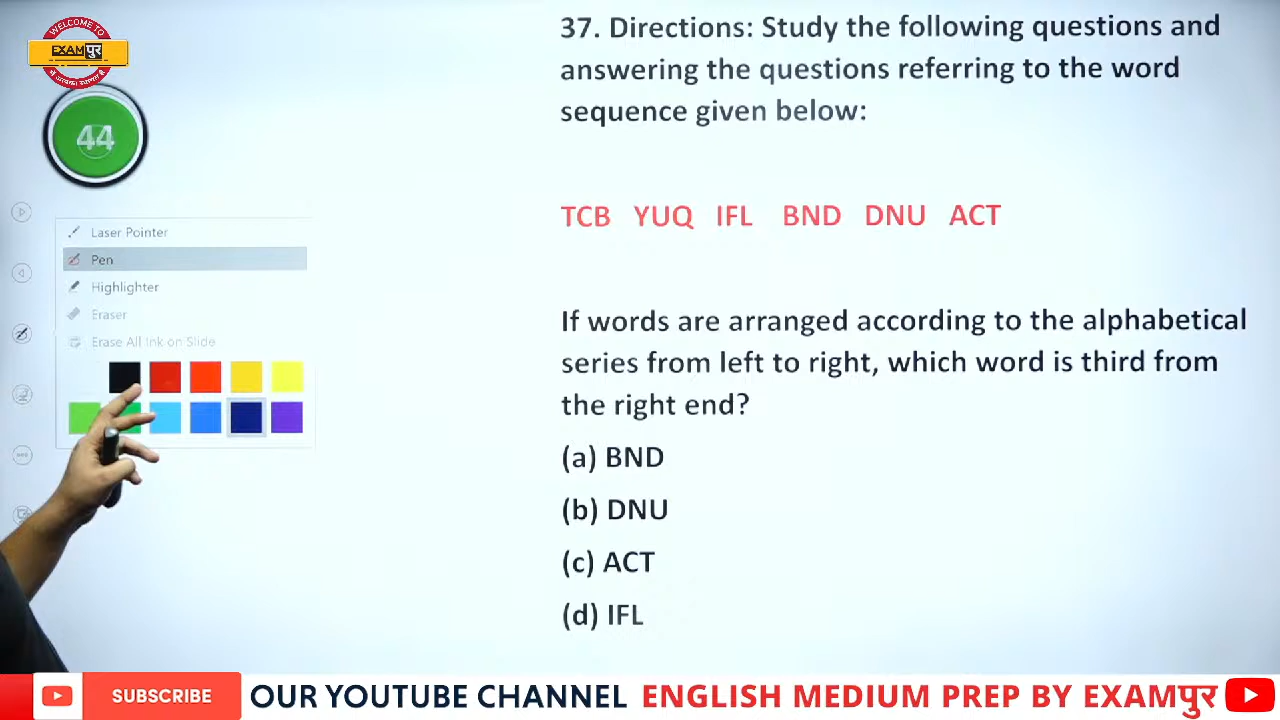 WELCOME TO
EXAMपुर
44
Laser Pointer
Pen
Highlighter
Eraser
Erase All Ink on Slide
37. Directions: Study the following questions and
answering the questions referring to the word
sequence given below:
TCB YUQ IFL BND DNU ACT
If words are arranged according to the alphabetical
series from left to right, which word is third from
the right end?
(a) BND
(b) DNU
(c) ACT
(d) IFL
SUBSCRIBE
OUR YOUTUBE CHANNEL ENGLISH MEDIUM PREP BY EXAMपुर